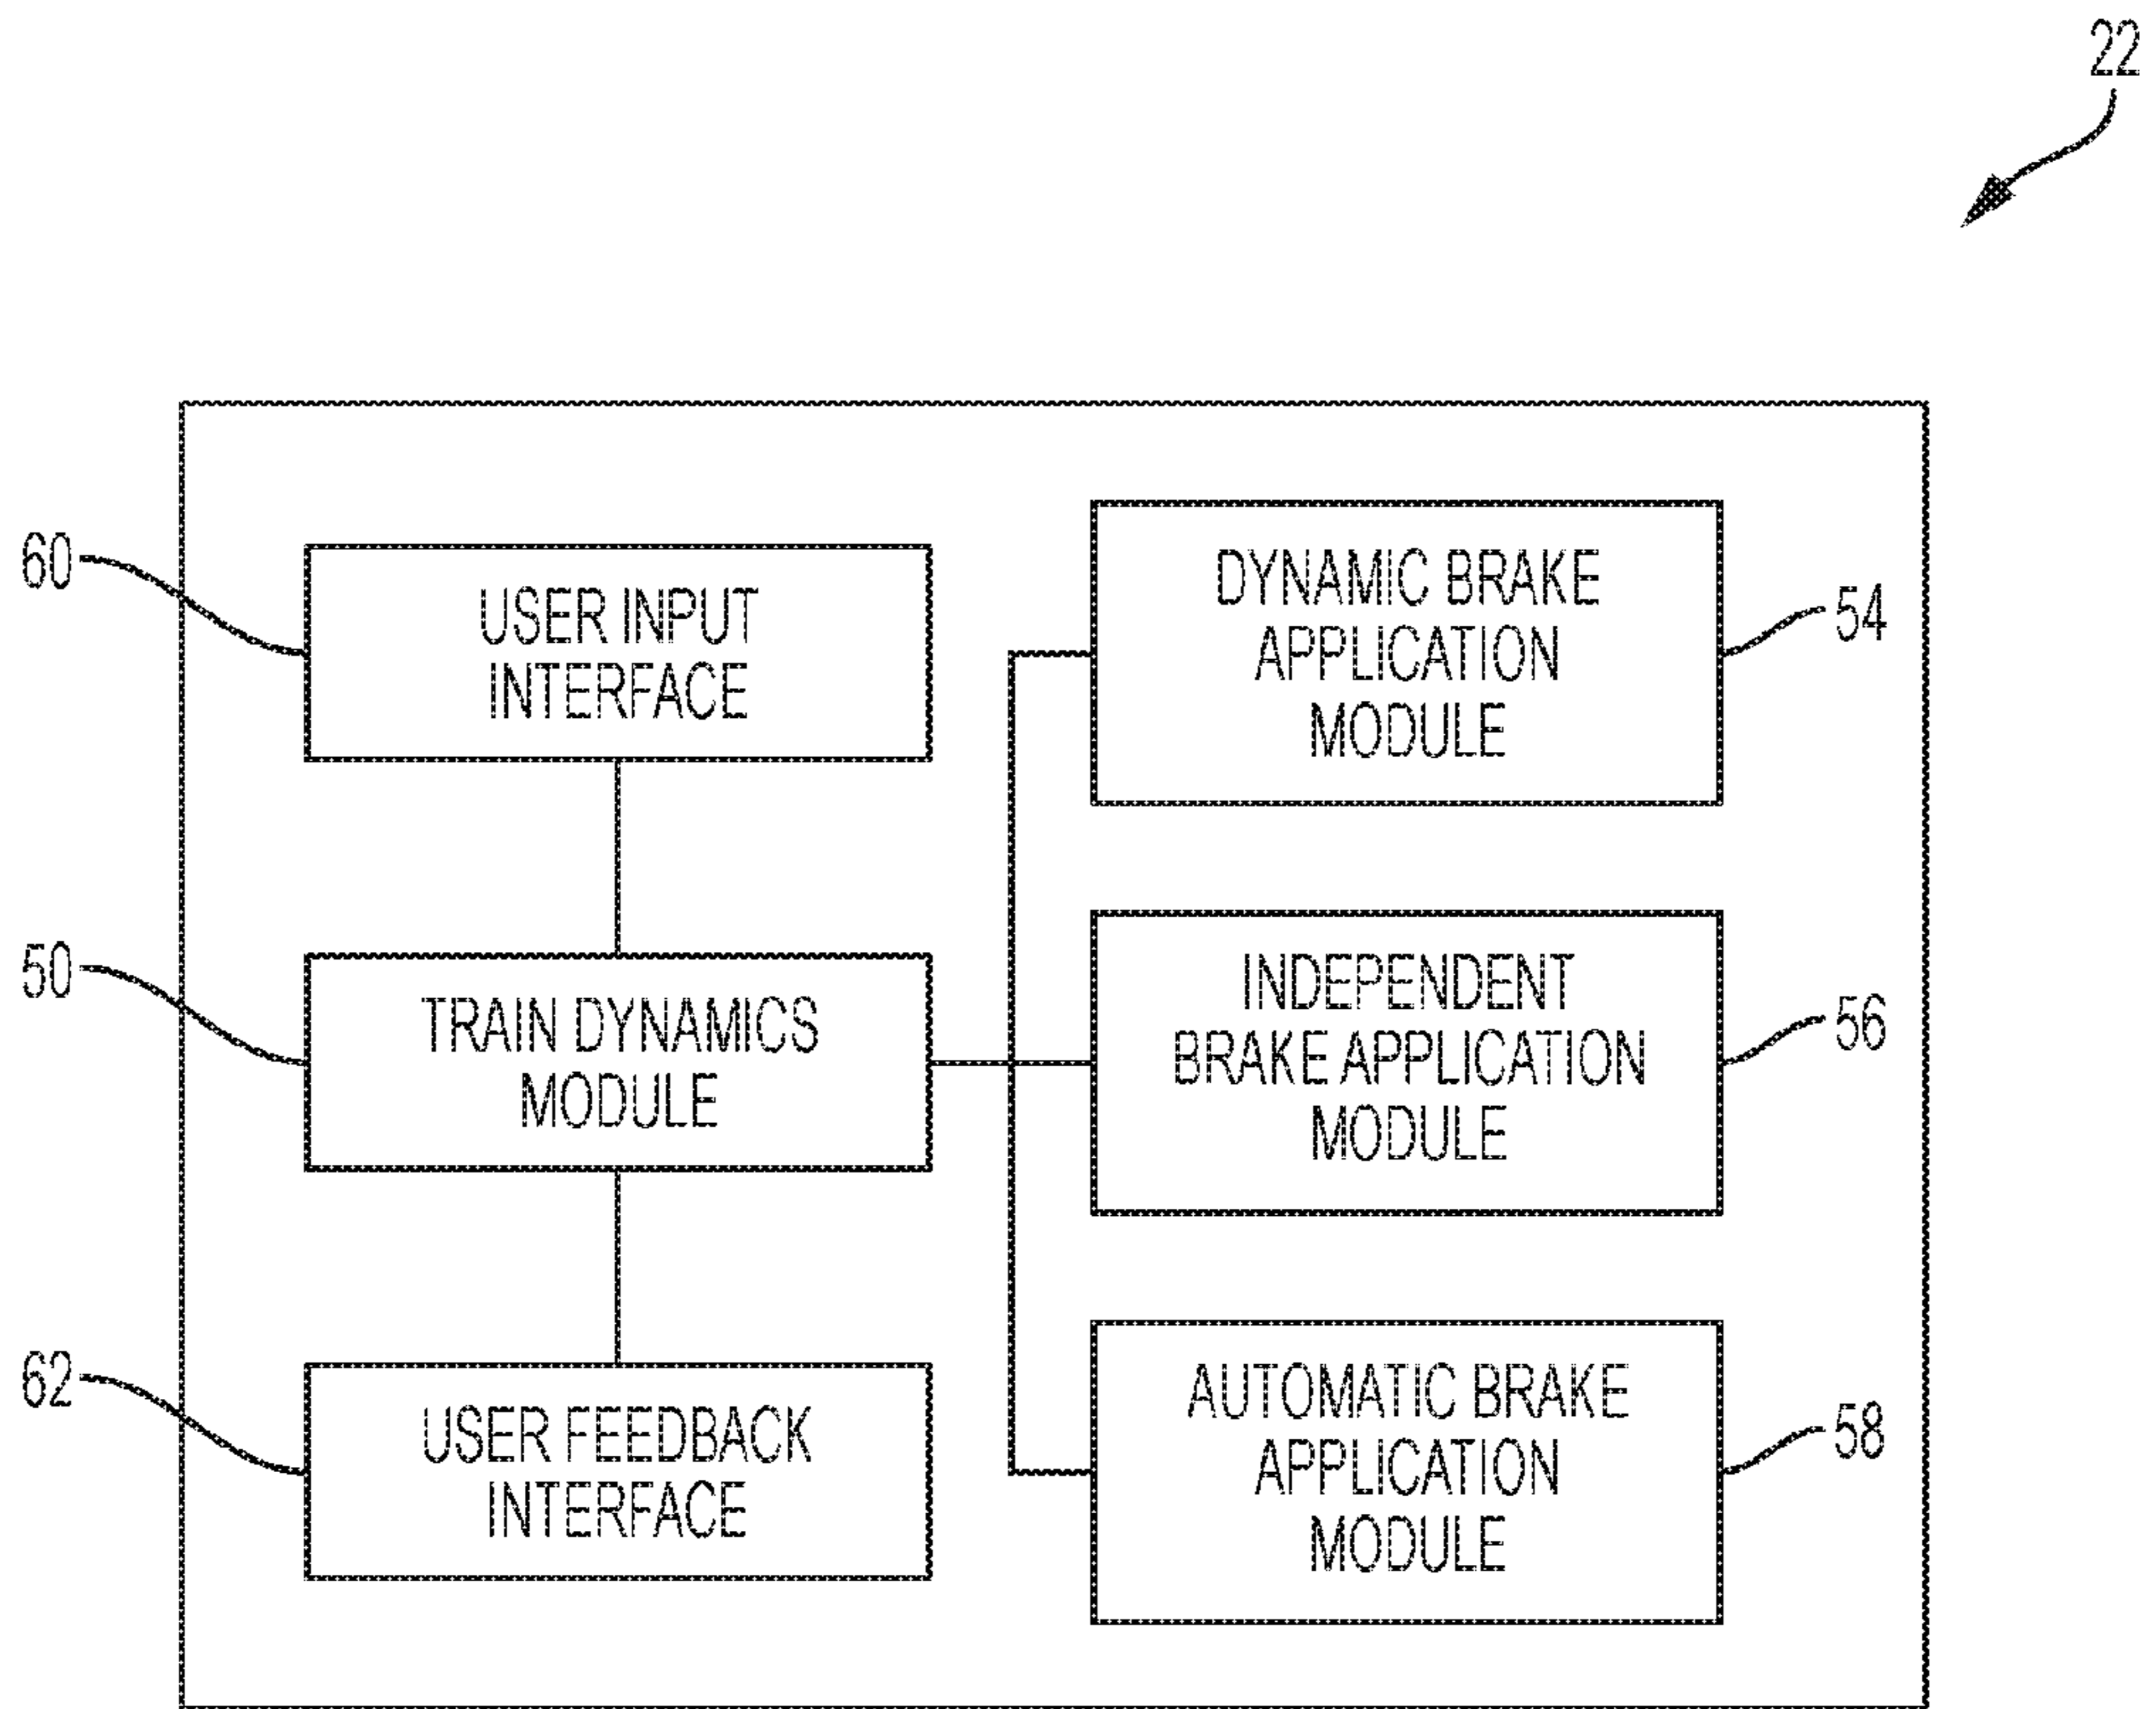 22
60
USER INPUT
INTERFACE
DYNAMIC BRAKE
APPLICATION
MODULE
54
50
TRAIN DYNAMICS
MODULE
INDEPENDENT
BRAKE APPLICATION
MODULE
56
62
USER FEEDBACK
INTERFACE
AUTOMATIC BRAKE
APPLICATION
MODULE
58